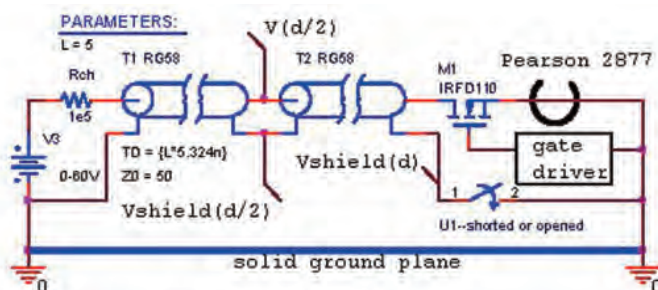 PARAMETERS:
L = 5
V(d/2)
T1 RG58
T2 RG58
Rch
1e5
M1
IRFD110
Pearson 2877
V3
0-60V
TD = {L*5.324n}
Z0 = 50
Vshield(d/2)
Vshield(d)
gate
driver
1
2
U1--shorted or opened
solid ground plane
0
0